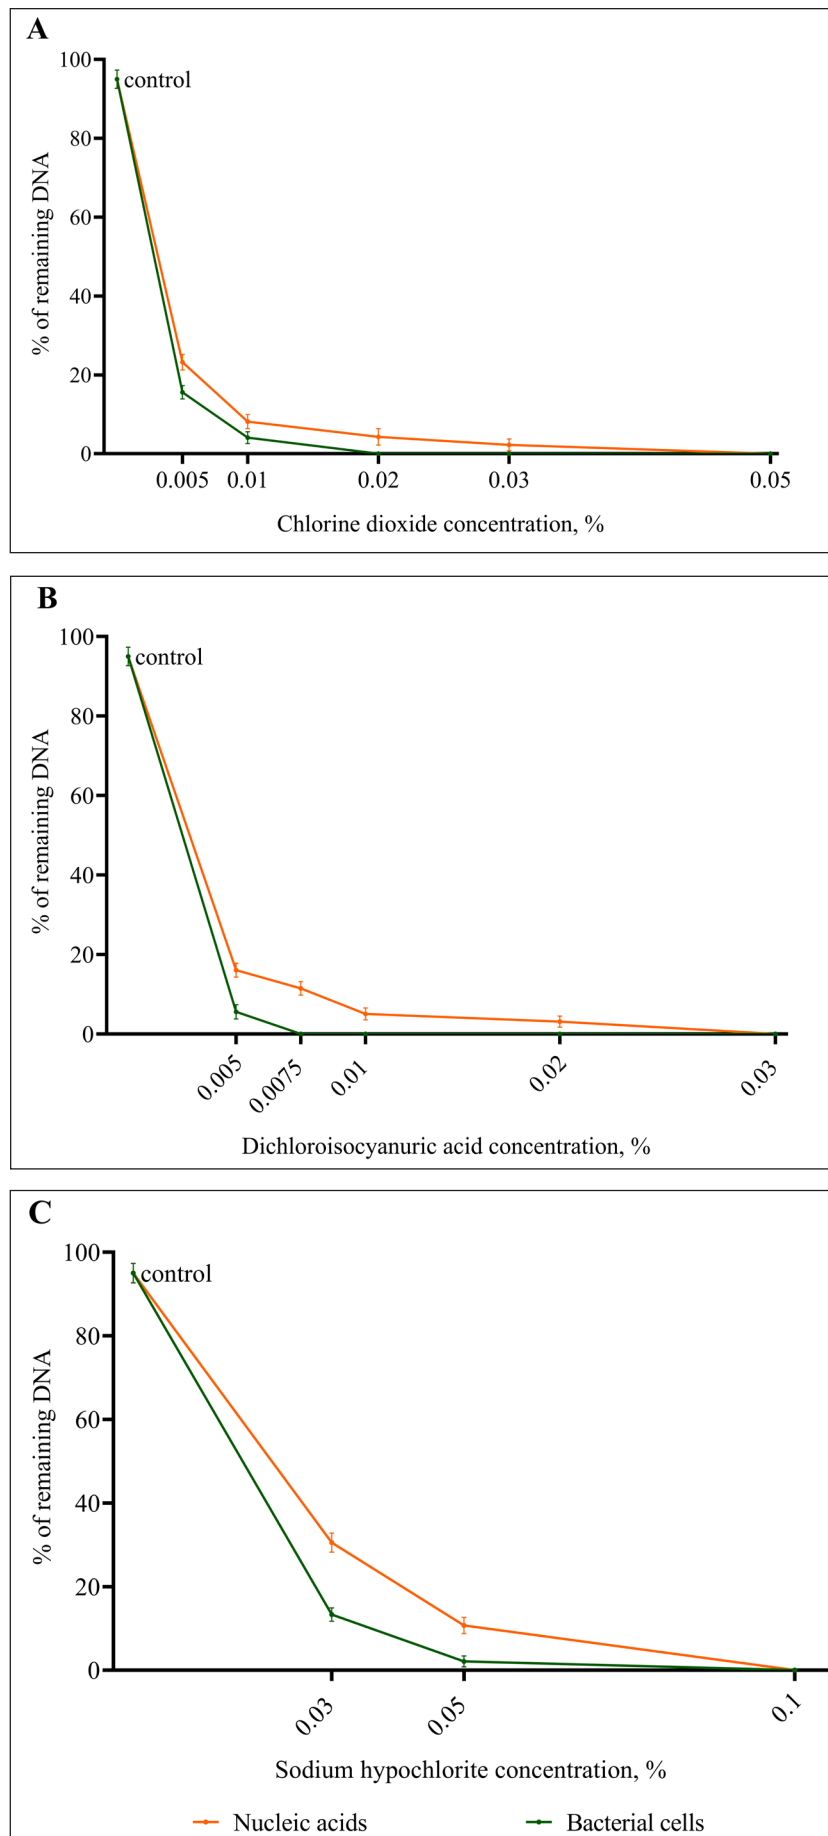 A
100
control
80
60
40
20
0
% of remaining DNA
0.005 0.01 0.02 0.03 0.05
Chlorine dioxide concentration, %
B
100
control
80
60
40
20
0
% of remaining DNA
0.005 0.0075 0.01 0.02 0.03
Dichloroisocyanuric acid concentration, %
C
100
control
80
60
40
20
0
% of remaining DNA
0.03 0.05 0.1
Sodium hypochlorite concentration, %
Nucleic acids Bacterial cells